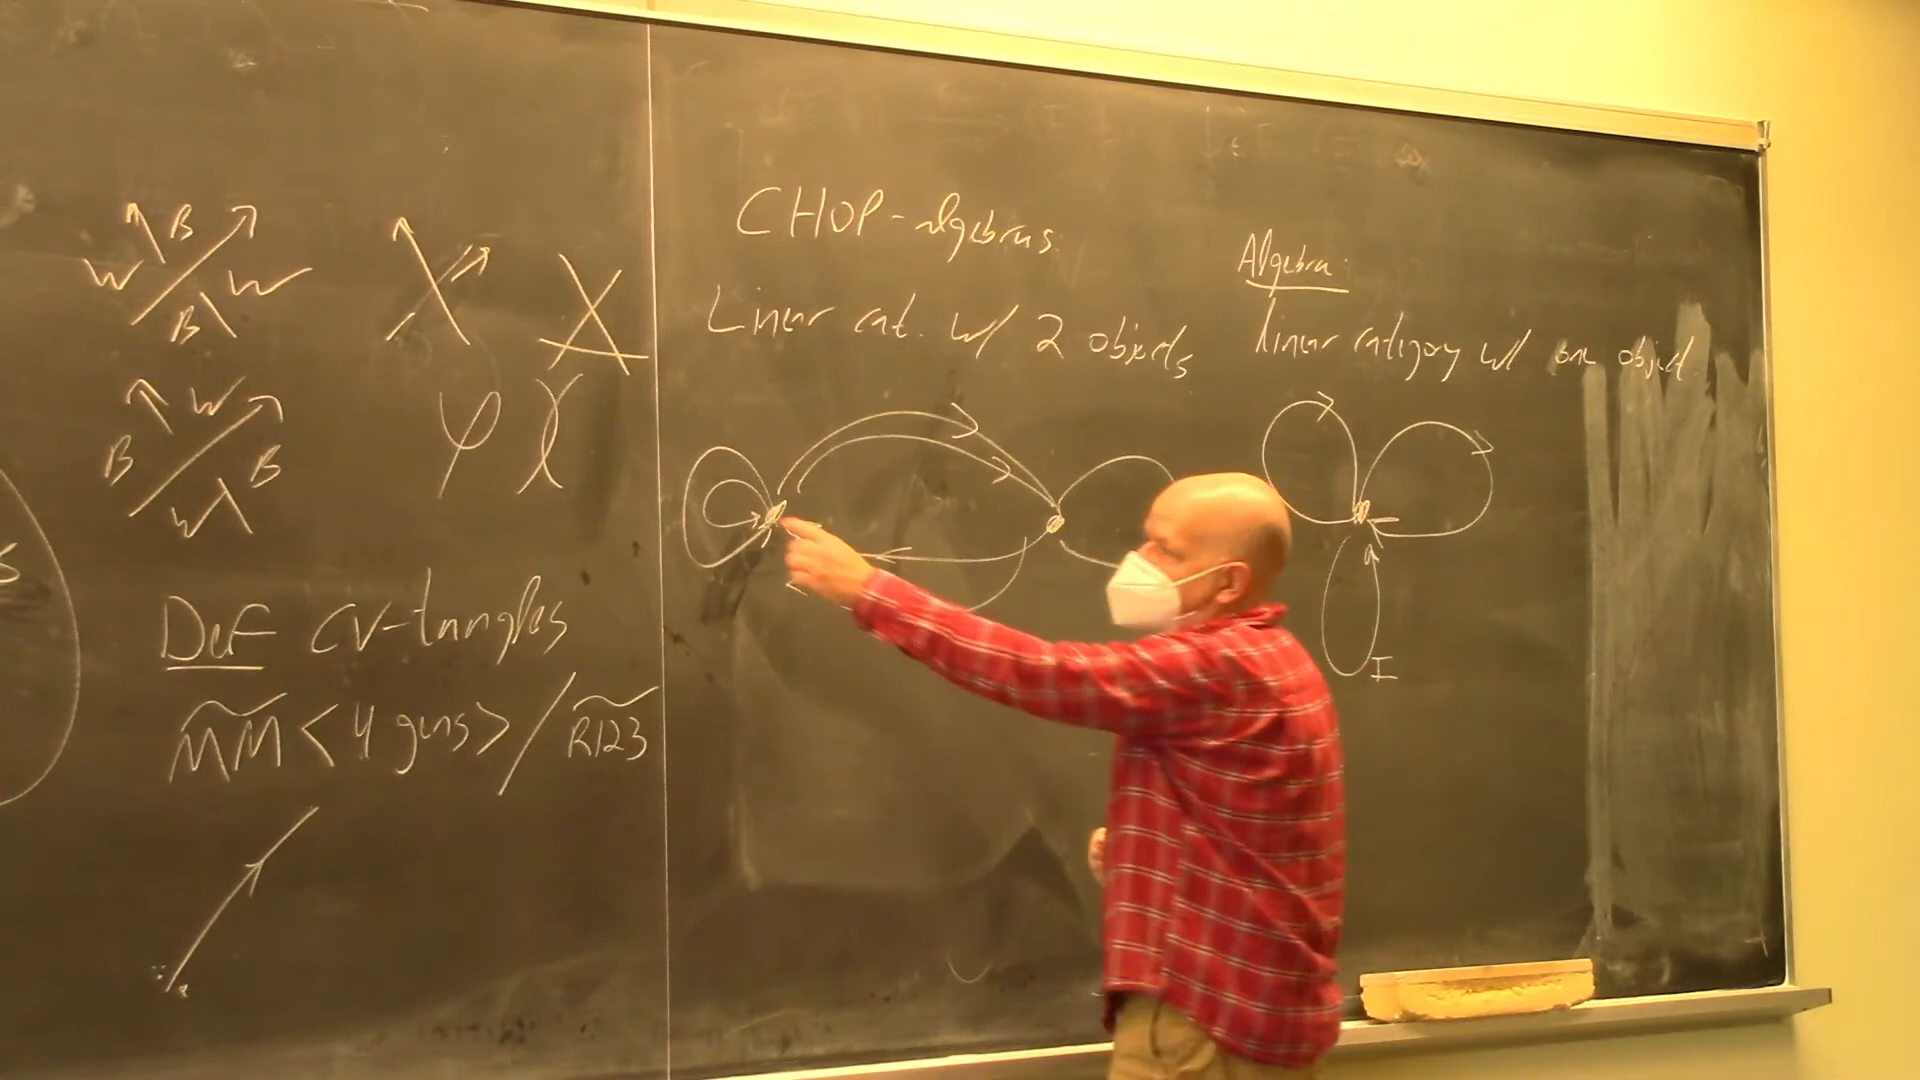 B
W W
B
W
B B
W
φ
S
Def CV-tangles
MM < 4 gens > / R123
CHOP-algebras:
Linear cat. w/ 2 objects
Algebra:
linear category w/ one object.
I